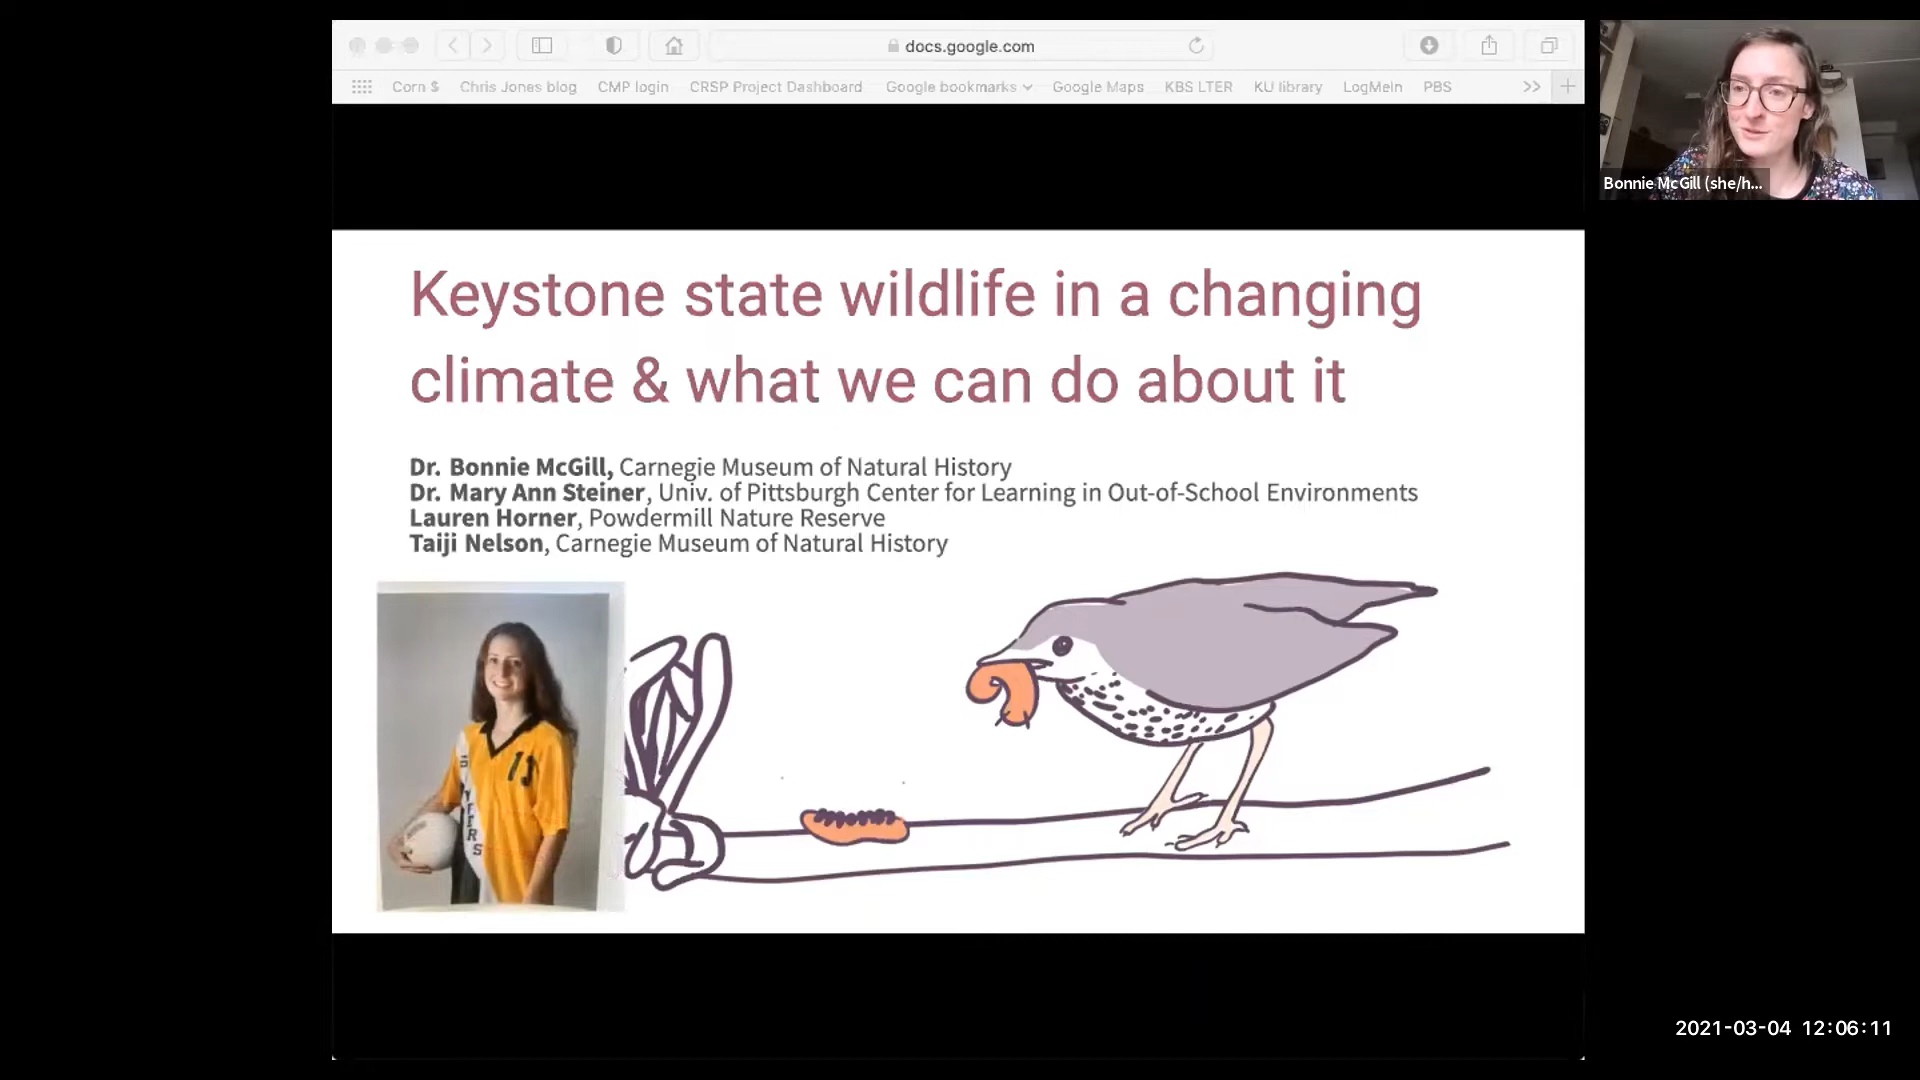 docs.google.com
Corn $ Chris Jones blog CMP login CRSP Project Dashboard Google bookmarks Google Maps KBS LTER KU library LogMeIn PBS
Bonnie McGill (she/h...
Keystone state wildlife in a changing
climate & what we can do about it
Dr. Bonnie McGill, Carnegie Museum of Natural History
Dr. Mary Ann Steiner, Univ. of Pittsburgh Center for Learning in Out-of-School Environments
Lauren Horner, Powdermill Nature Reserve
Taiji Nelson, Carnegie Museum of Natural History
2021-03-04 12:06:11